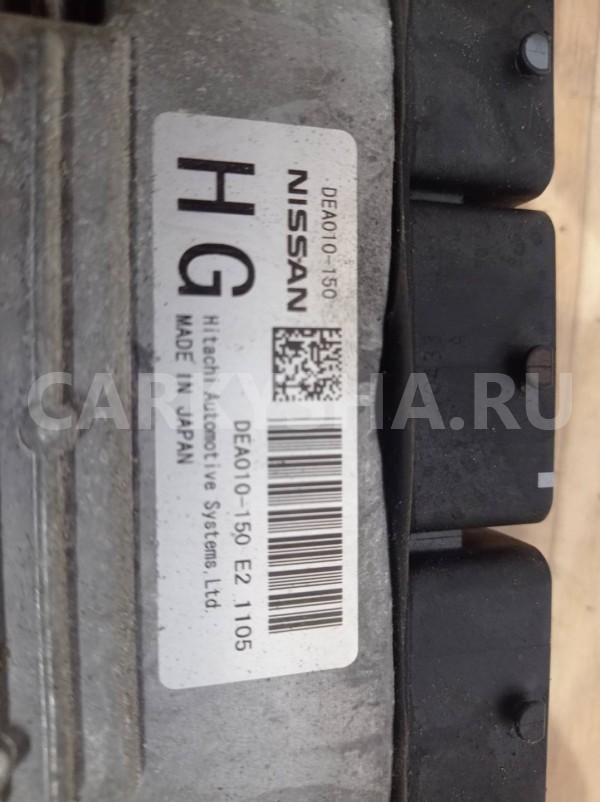 DEA010-150
NISSAN
HG
DEA010-150 E2 1105
Hitachi Automotive Systems,Ltd.
MADE IN JAPAN
CARKYSHA.RU